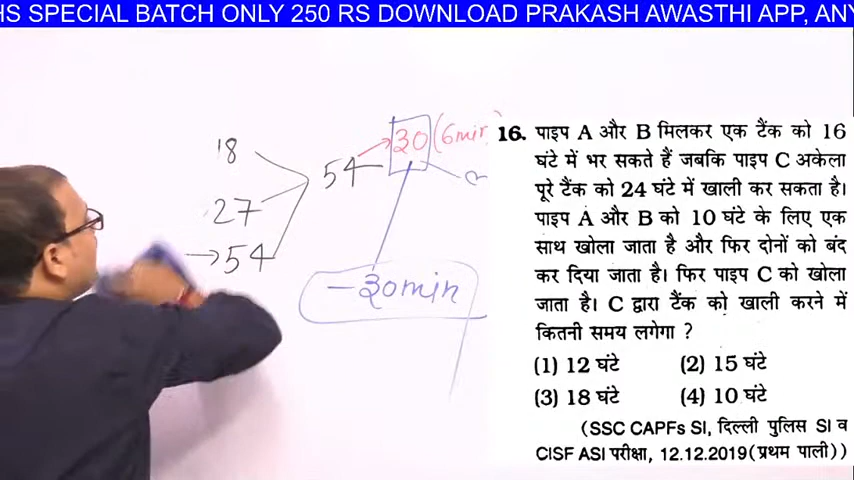 HS SPECIAL BATCH ONLY 250 RS DOWNLOAD PRAKASH AWASTHI APP, ANY
18
27
→54
54
30 (6min
-30min
16. पाइप A और B मिलकर एक टैंक को 16
घंटे में भर सकते हैं जबकि पाइप C अकेला
पूरे टैंक को 24 घंटे में खाली कर सकता है।
पाइप A और B को 10 घंटे के लिए एक
साथ खोला जाता है और फिर दोनों को बंद
कर दिया जाता है। फिर पाइप C को खोला
जाता है। C द्वारा टैंक को खाली करने में
कितनी समय लगेगा ?
(1) 12 घंटे (2) 15 घंटे
(3) 18 घंटे (4) 10 घंटे
(SSC CAPFs SI, दिल्ली पुलिस SI व
CISF ASI परीक्षा, 12.12.2019(प्रथम पाली))